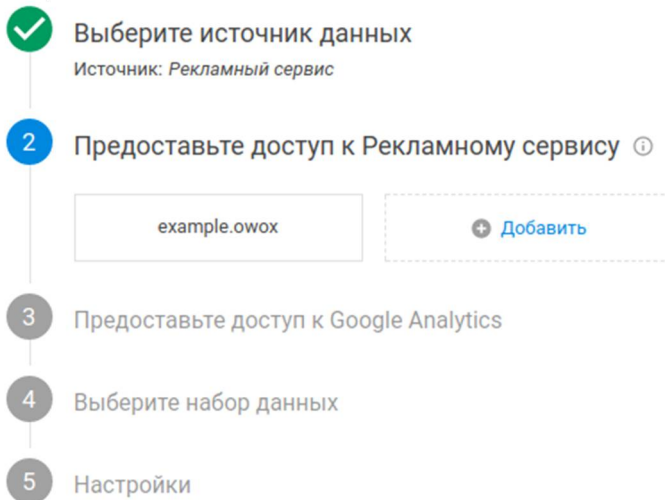 Выберите источник данных
Источник: Рекламный сервис
2
Предоставьте доступ к Рекламному сервису
example.owox
Добавить
3
Предоставьте доступ к Google Analytics
4
Выберите набор данных
5
Настройки